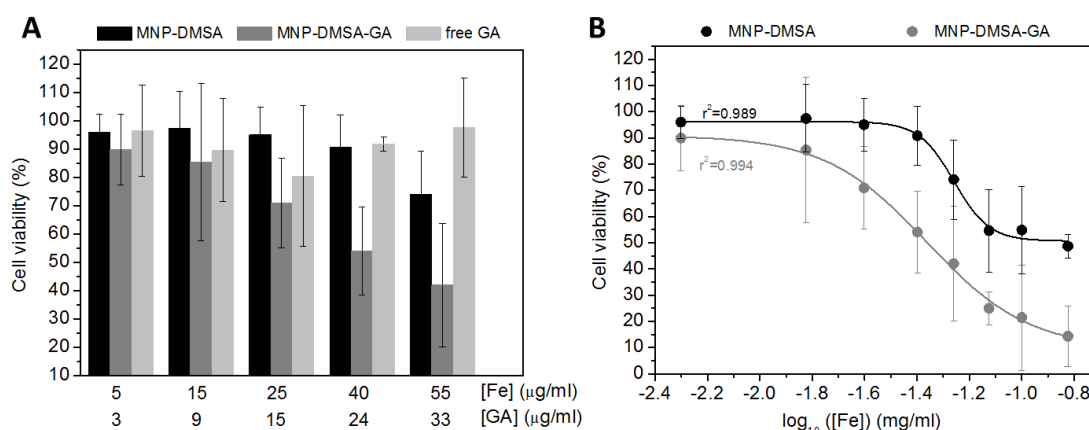 A
MNP-DMSA MNP-DMSA-GA free GA
Cell viability (%)
120
110
100
90
80
70
60
50
40
30
20
10
5 15 25 40 55 [Fe] (μg/ml)
3 9 15 24 33 [GA] (μg/ml)
B
MNP-DMSA MNP-DMSA-GA
Cell viability (%)
120
110
100
90
80
70
60
50
40
30
20
10
0
r²=0.989
r²=0.994
-2.4 -2.2 -2.0 -1.8 -1.6 -1.4 -1.2 -1.0 -0.8
log₁₀ ([Fe]) (mg/ml)